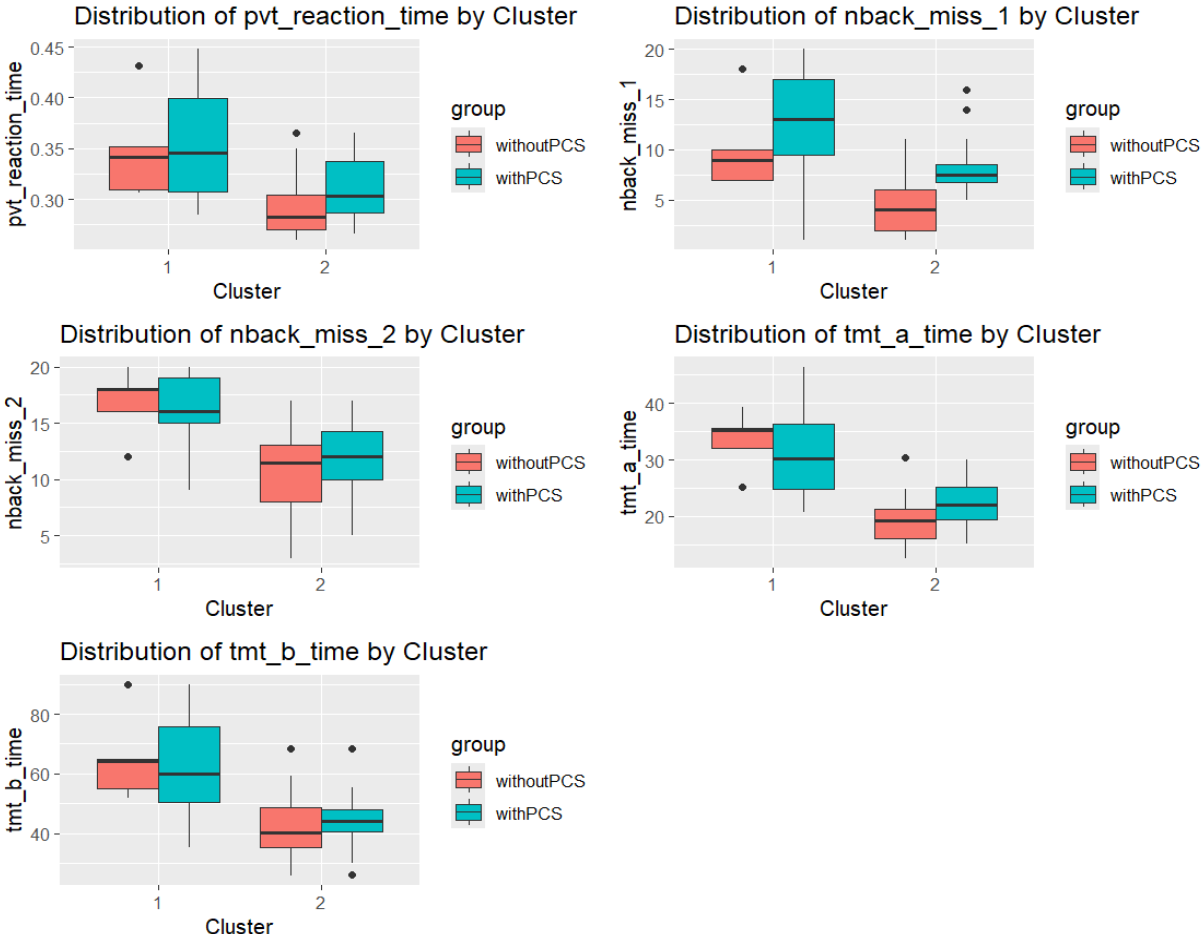 Distribution of pvt_reaction_time by Cluster
pvt_reaction_time
0.45
0.40
0.35
0.30
1
2
Cluster
group
withoutPCS
withPCS
Distribution of nback_miss_1 by Cluster
nback_miss_1
20
15
10
5
1
2
Cluster
group
withoutPCS
withPCS
Distribution of nback_miss_2 by Cluster
nback_miss_2
20
15
10
5
1
2
Cluster
group
withoutPCS
withPCS
Distribution of tmt_a_time by Cluster
tmt_a_time
40
30
20
1
2
Cluster
group
withoutPCS
withPCS
Distribution of tmt_b_time by Cluster
tmt_b_time
80
60
40
1
2
Cluster
group
withoutPCS
withPCS